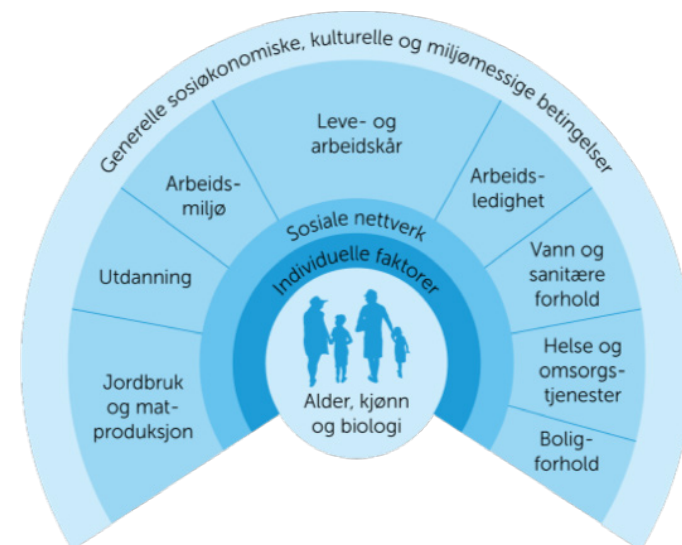 Generelle sosiøkonomiske, kulturelle og miljømessige betingelser
Leve- og
arbeidskår
Arbeids-
miljø
Arbeids-
ledighet
Utdanning
Vann og
sanitære
forhold
Jordbruk
og mat-
produksjon
Helse og
omsorgs-
tjenester
Bolig-
forhold
Sosiale nettverk
Individuelle faktorer
Alder, kjønn
og biologi